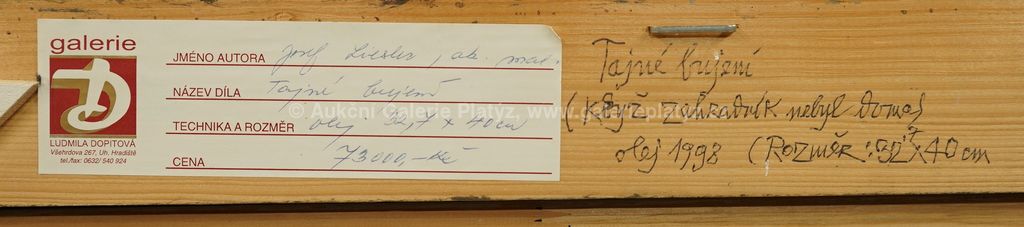 galerie
LUDMILA DOPITOVÁ
Všehrdova 267, Uh. Hradiště
tel./fax: 0632/ 540 924
JMÉNO AUTORA Josef Liesler, ak. mal.
NÁZEV DÍLA Tajné bujení
TECHNIKA A ROZMĚR olej 32,7 x 40 cm
CENA 73 000,- Kč
© Aukční Galerie Platýz, www.galerieplatyz.cz
Tajné bujení
(Když zahradník nebyl doma)
olej 1998 (Rozměr: 32,7 x 40 cm